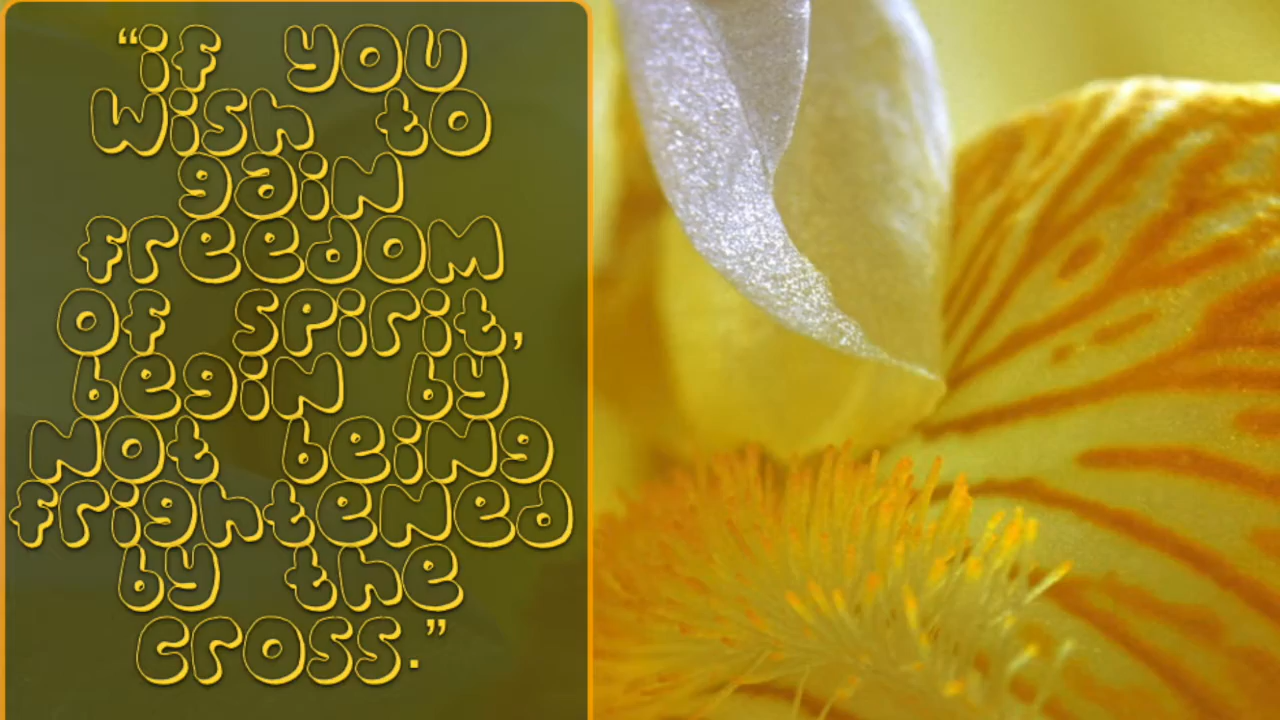 “if you
wish to
gain
freedom
of spirit,
begin by
not being
frightened
by the
cross.”